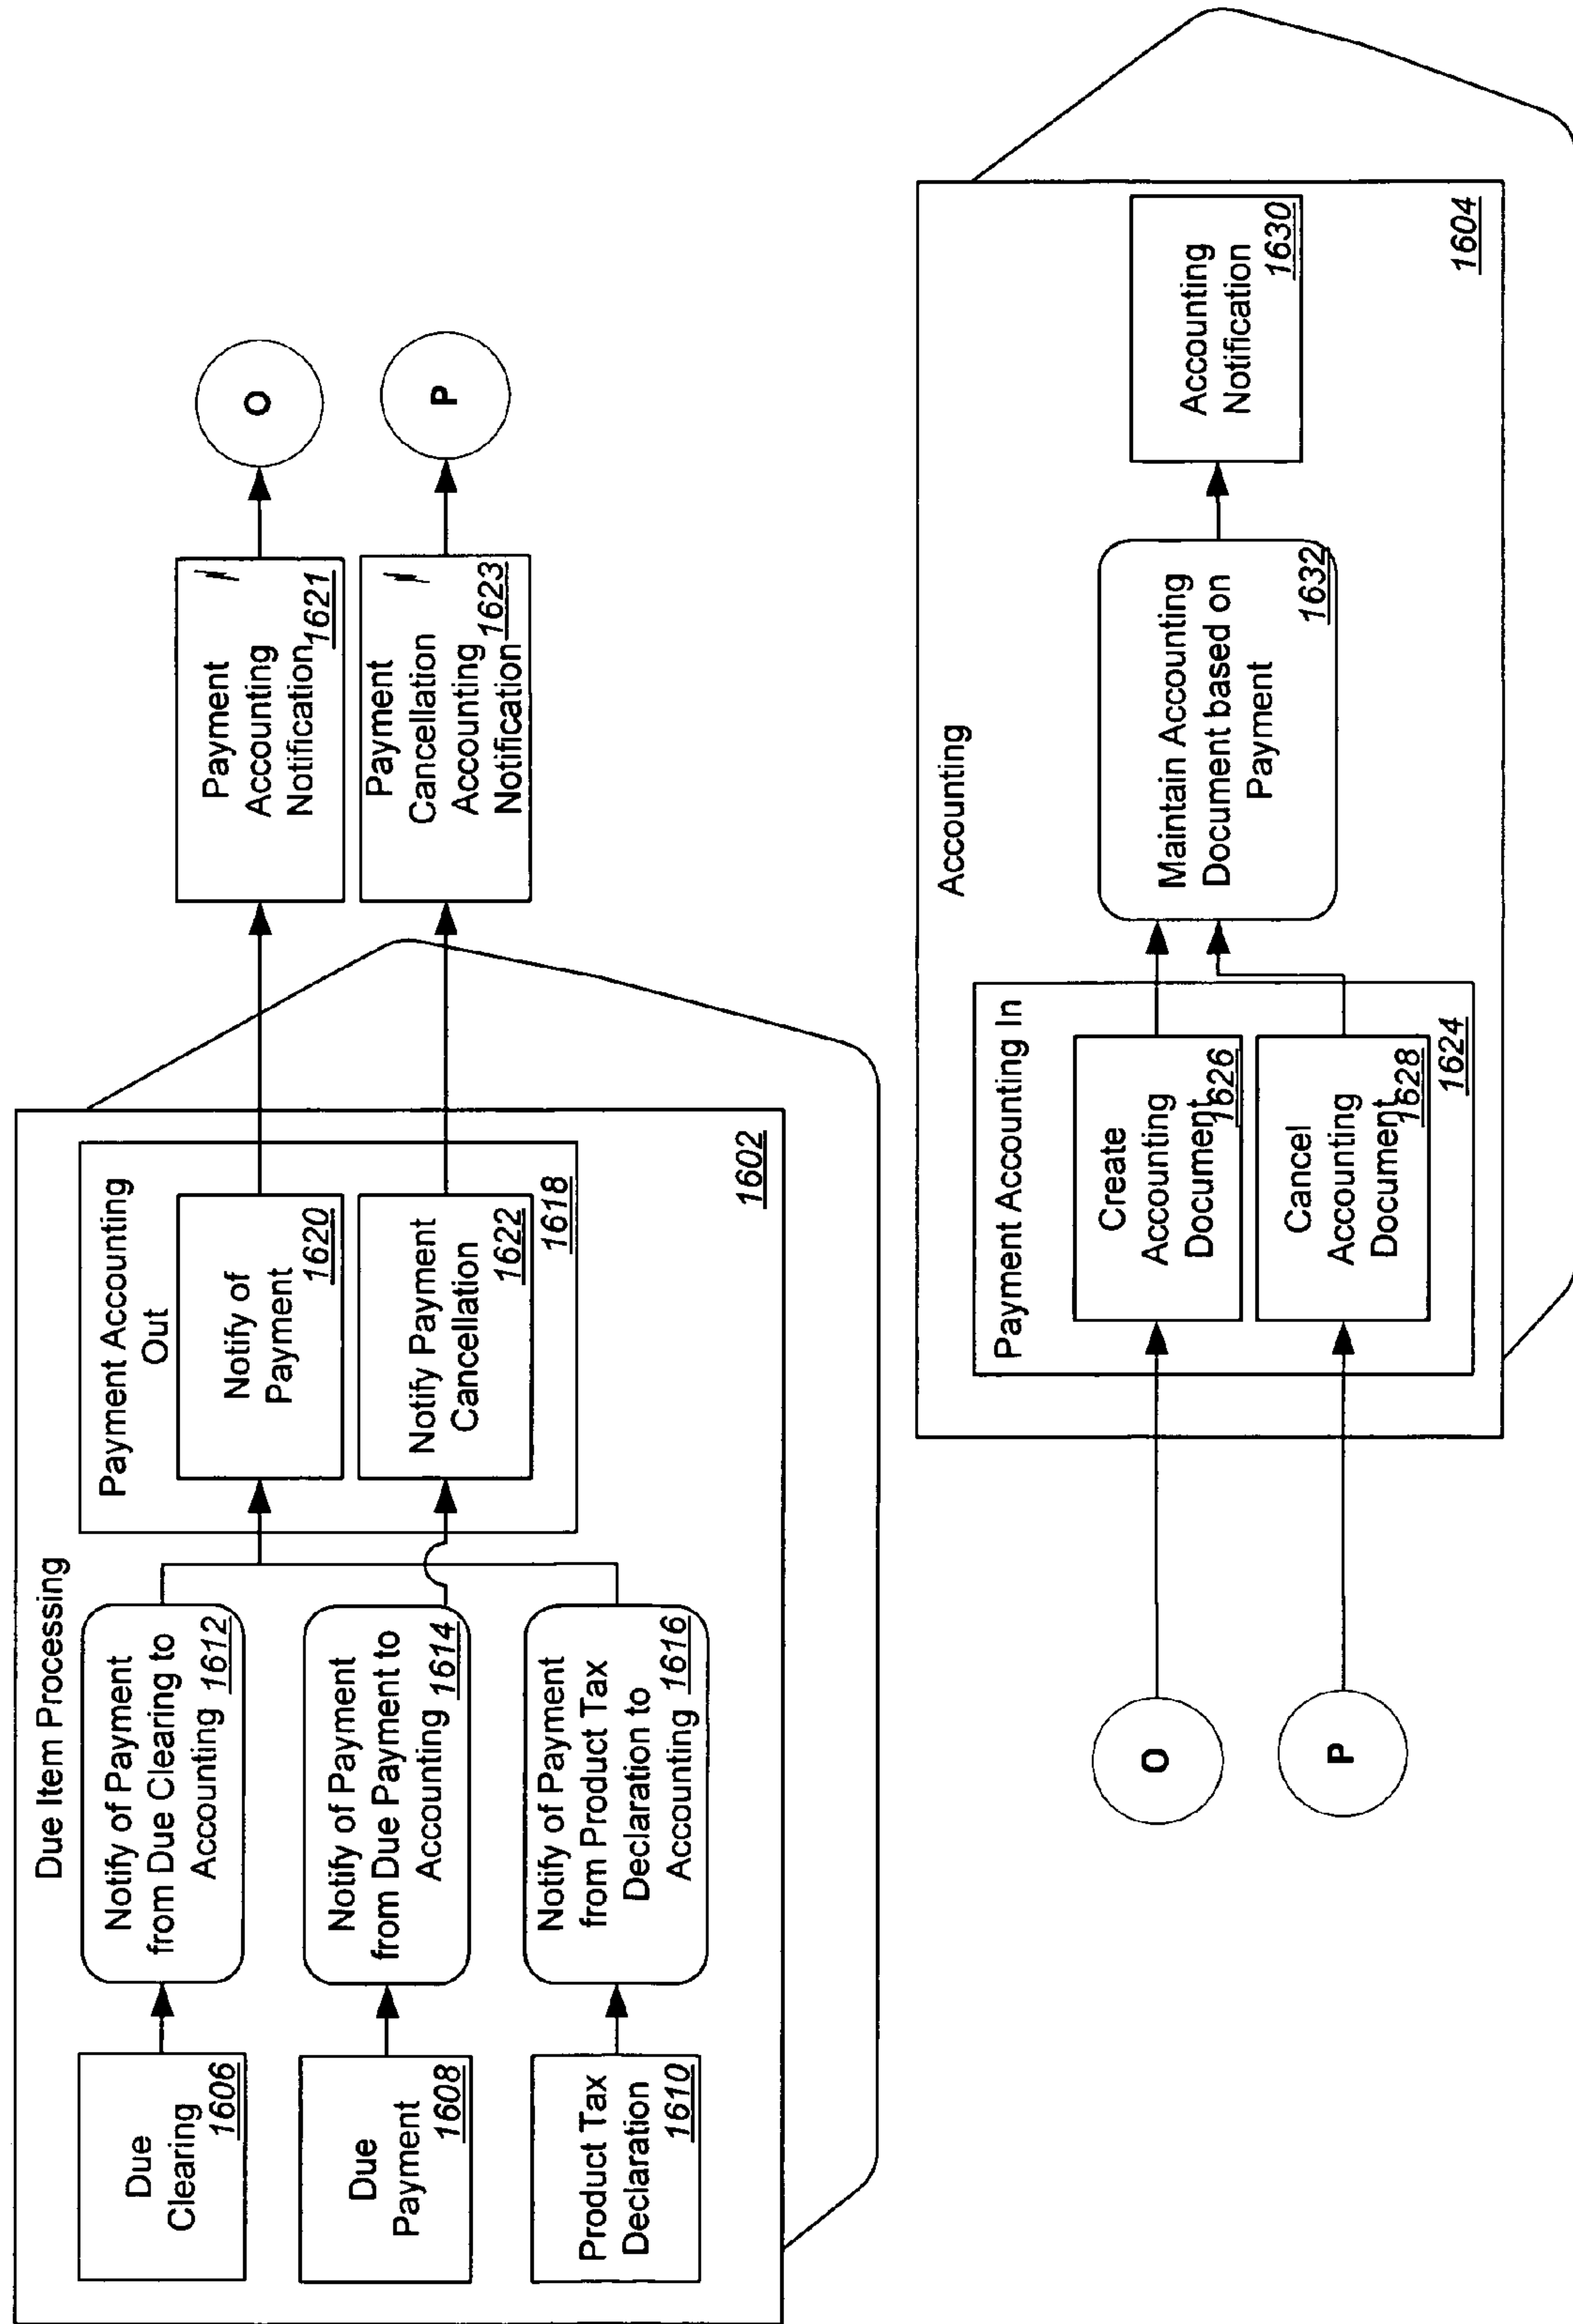 Due Item Processing
Due
Clearing
1606
Notify of Payment
from Due Clearing to
Accounting 1612
Due
Payment
1608
Notify of Payment
from Due Payment to
Accounting 1614
Product Tax
Declaration
1610
Notify of Payment
from Product Tax
Declaration to
Accounting 1616
Payment Accounting
Out
Notify of
Payment
1620
Notify Payment
Cancellation
1622
1618
1602
Payment
Accounting
Notification 1621
Payment
Cancellation
Accounting 1623
Notification
O
P
O
P
Accounting
Payment Accounting In
Create
Accounting
Document 1626
Cancel
Accounting
Document 1628
1624
Maintain Accounting
Document based on
Payment
1632
Accounting
Notification
1630
1604